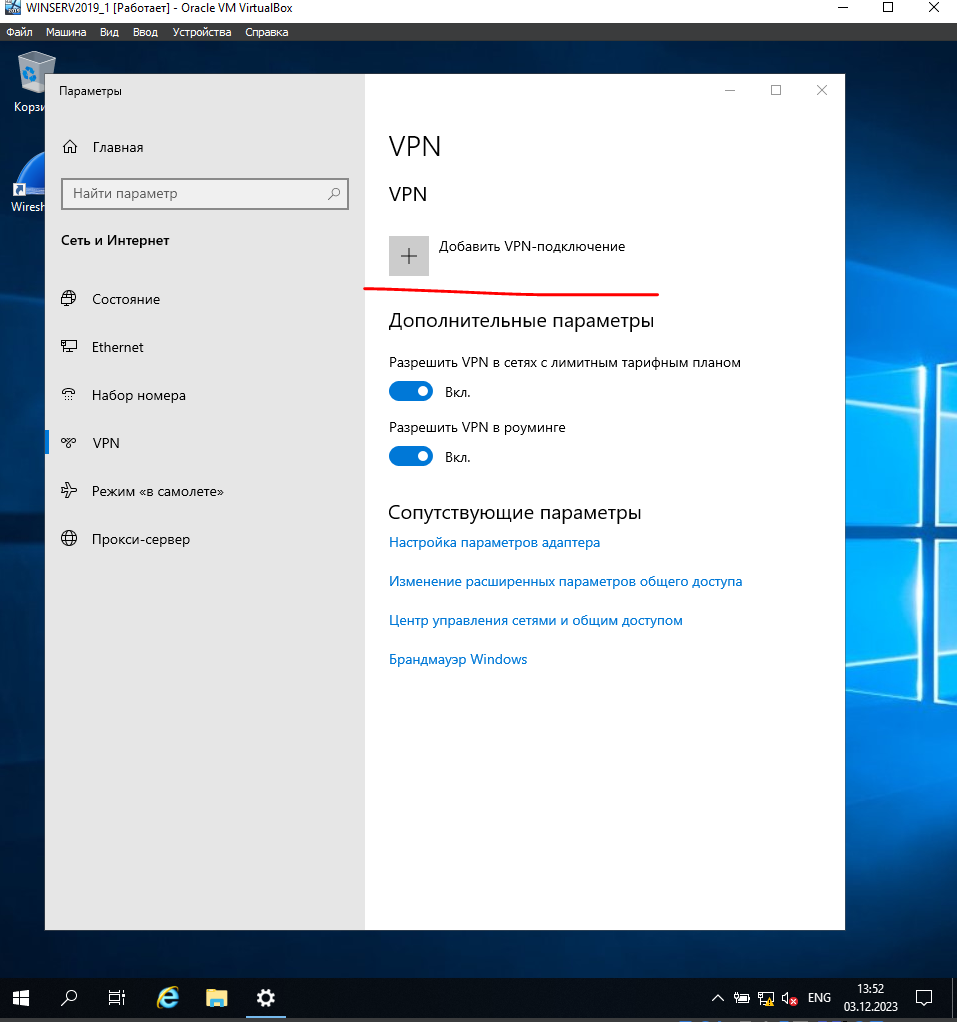 WINSERV2019_1 [Работает] - Oracle VM VirtualBox
Файл Машина Вид Ввод Устройства Справка
Параметры
Корзи
Главная
Найти параметр
Wiresh
Сеть и Интернет
Состояние
Ethernet
Набор номера
VPN
Режим «в самолете»
Прокси-сервер
VPN
VPN
Добавить VPN-подключение
Дополнительные параметры
Разрешить VPN в сетях с лимитным тарифным планом
Вкл.
Разрешить VPN в роуминге
Вкл.
Сопутствующие параметры
Настройка параметров адаптера
Изменение расширенных параметров общего доступа
Центр управления сетями и общим доступом
Брандмауэр Windows
ENG
13:52
03.12.2023